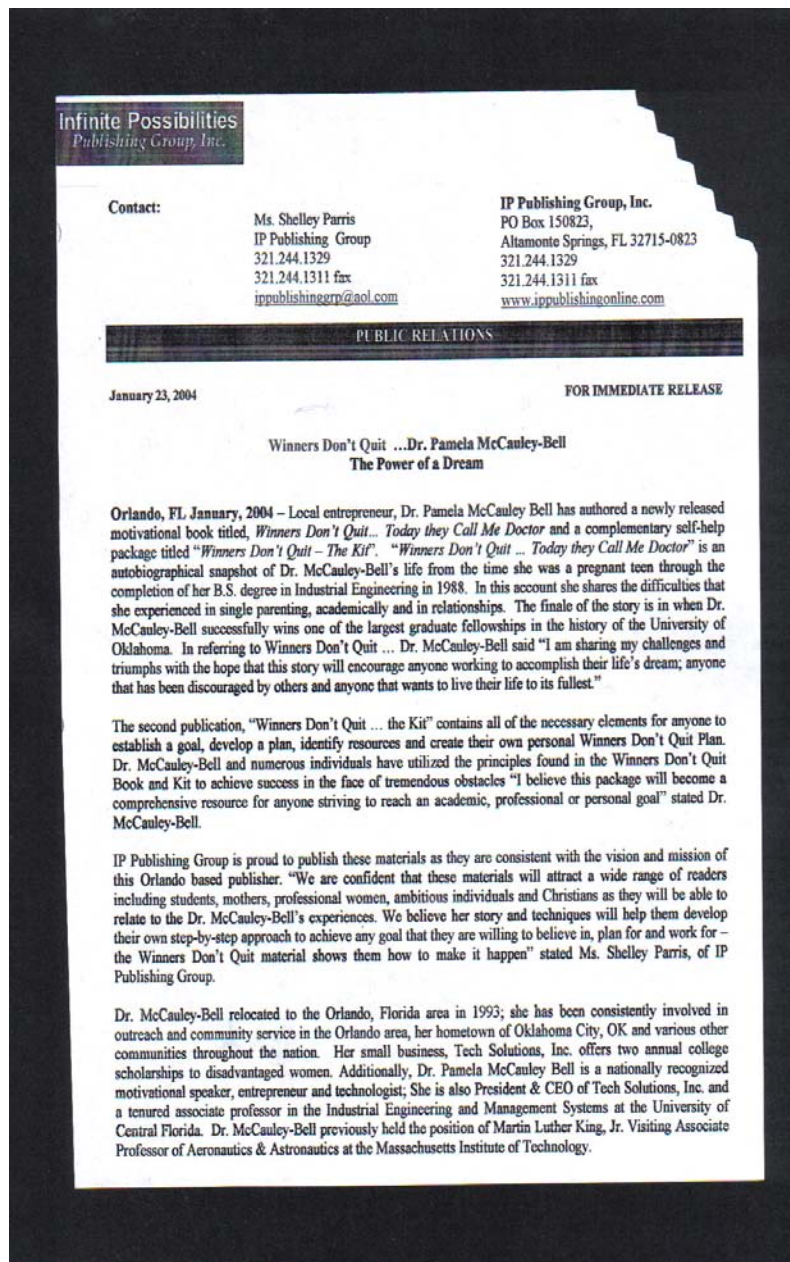 Infinite Possibilities
Publishing Group, Inc.
Contact:
Ms. Shelley Parris
IP Publishing Group
321.244.1329
321.244.1311 fax
ippublishinggrp@aol.com
IP Publishing Group, Inc.
PO Box 150823,
Altamonte Springs, FL 32715-0823
321.244.1329
321.244.1311 fax
www.ippublishingonline.com
PUBLIC RELATIONS
January 23, 2004
FOR IMMEDIATE RELEASE
Winners Don't Quit ...Dr. Pamela McCauley-Bell
The Power of a Dream
Orlando, FL January, 2004 – Local entrepreneur, Dr. Pamela McCauley Bell has authored a newly released
motivational book titled, Winners Don't Quit... Today they Call Me Doctor and a complementary self-help
package titled "Winners Don't Quit – The Kit". "Winners Don't Quit ... Today they Call Me Doctor" is an
autobiographical snapshot of Dr. McCauley-Bell's life from the time she was a pregnant teen through the
completion of her B.S. degree in Industrial Engineering in 1988. In this account she shares the difficulties that
she experienced in single parenting, academically and in relationships. The finale of the story is in when Dr.
McCauley-Bell successfully wins one of the largest graduate fellowships in the history of the University of
Oklahoma. In referring to Winners Don't Quit ... Dr. McCauley-Bell said "I am sharing my challenges and
triumphs with the hope that this story will encourage anyone working to accomplish their life's dream; anyone
that has been discouraged by others and anyone that wants to live their life to its fullest."
The second publication, "Winners Don't Quit ... the Kit" contains all of the necessary elements for anyone to
establish a goal, develop a plan, identify resources and create their own personal Winners Don't Quit Plan.
Dr. McCauley-Bell and numerous individuals have utilized the principles found in the Winners Don't Quit
Book and Kit to achieve success in the face of tremendous obstacles "I believe this package will become a
comprehensive resource for anyone striving to reach an academic, professional or personal goal" stated Dr.
McCauley-Bell.
IP Publishing Group is proud to publish these materials as they are consistent with the vision and mission of
this Orlando based publisher. "We are confident that these materials will attract a wide range of readers
including students, mothers, professional women, ambitious individuals and Christians as they will be able to
relate to the Dr. McCauley-Bell's experiences. We believe her story and techniques will help them develop
their own step-by-step approach to achieve any goal that they are willing to believe in, plan for and work for –
the Winners Don't Quit material shows them how to make it happen" stated Ms. Shelley Parris, of IP
Publishing Group.
Dr. McCauley-Bell relocated to the Orlando, Florida area in 1993; she has been consistently involved in
outreach and community service in the Orlando area, her hometown of Oklahoma City, OK and various other
communities throughout the nation. Her small business, Tech Solutions, Inc. offers two annual college
scholarships to disadvantaged women. Additionally, Dr. Pamela McCauley Bell is a nationally recognized
motivational speaker, entrepreneur and technologist; She is also President & CEO of Tech Solutions, Inc. and
a tenured associate professor in the Industrial Engineering and Management Systems at the University of
Central Florida. Dr. McCauley-Bell previously held the position of Martin Luther King, Jr. Visiting Associate
Professor of Aeronautics & Astronautics at the Massachusetts Institute of Technology.